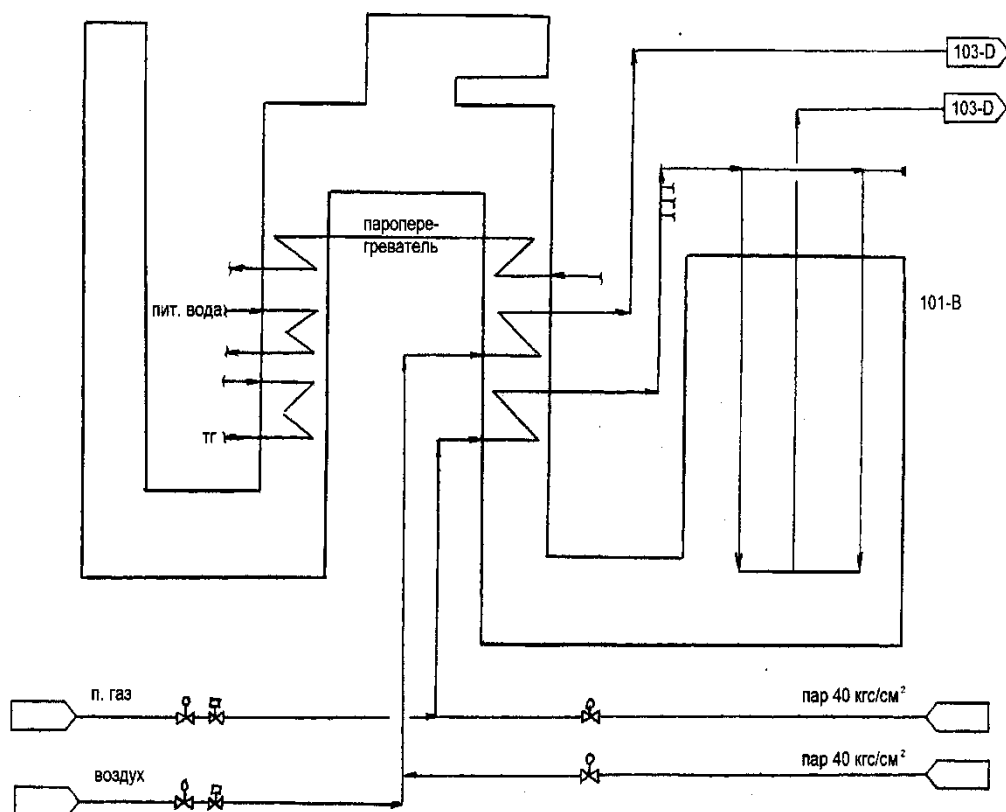 103-D
103-D
паропере-
греватель
101-В
пит. вода
тг
п. газ
пар 40 кгс/см²
воздух
пар 40 кгс/см²